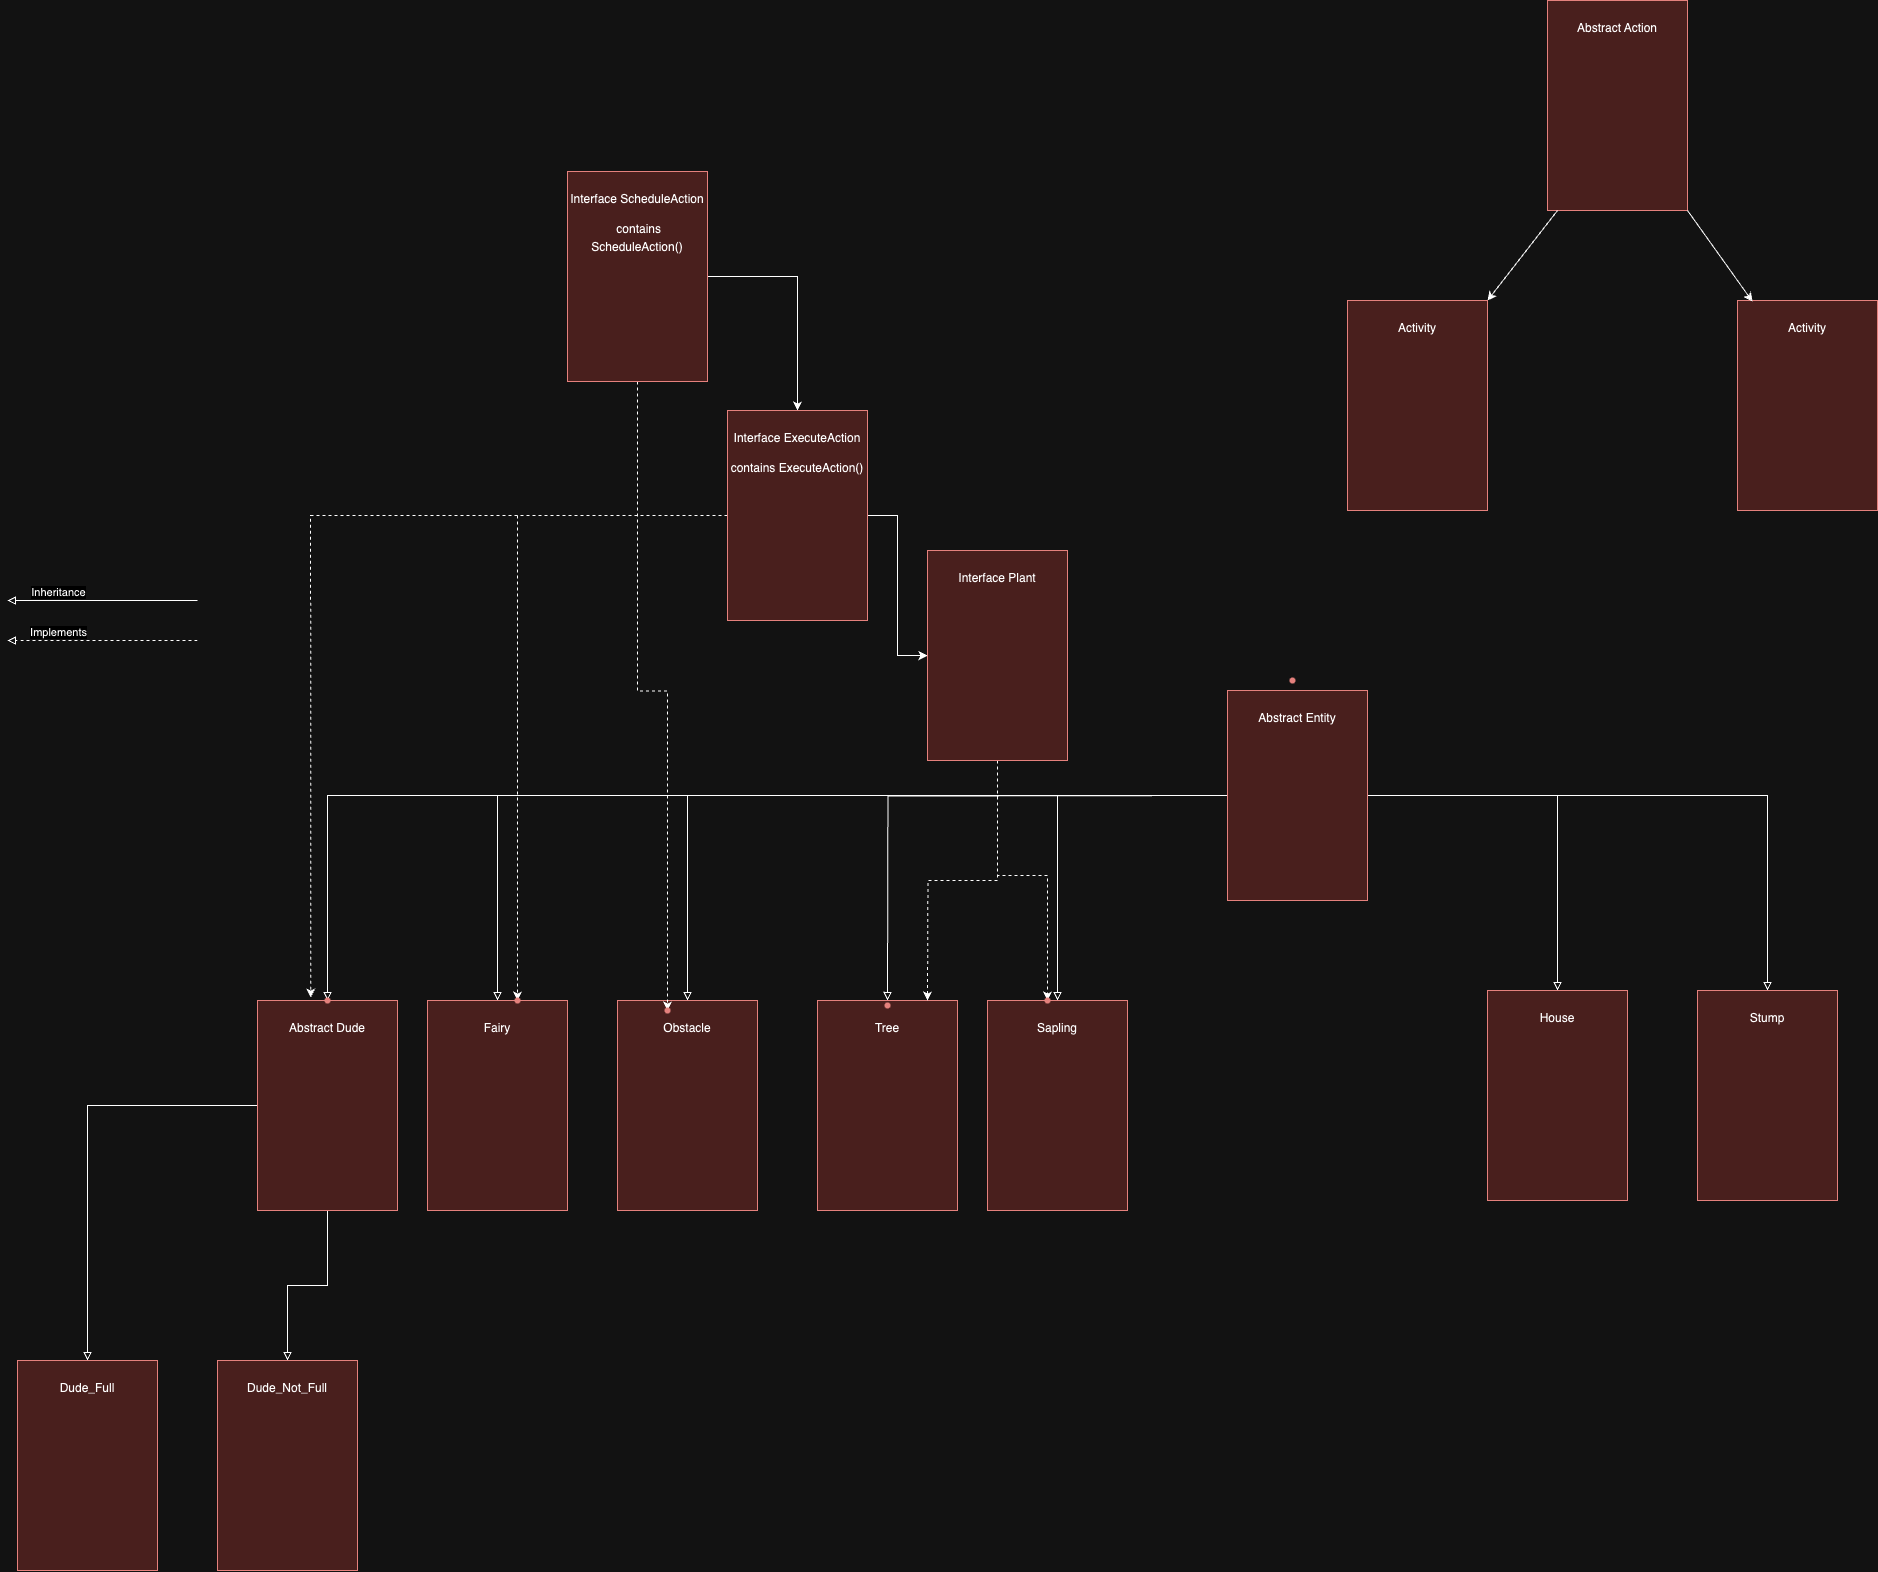 Abstract Action
Interface ScheduleAction
contains
ScheduleAction()
Activity
Activity
Interface ExecuteAction
contains ExecuteAction()
Interface Plant
Inheritance
Implements
Abstract Entity
Abstract Dude
Fairy
Obstacle
Tree
Sapling
House
Stump
Dude_Full
Dude_Not_Full